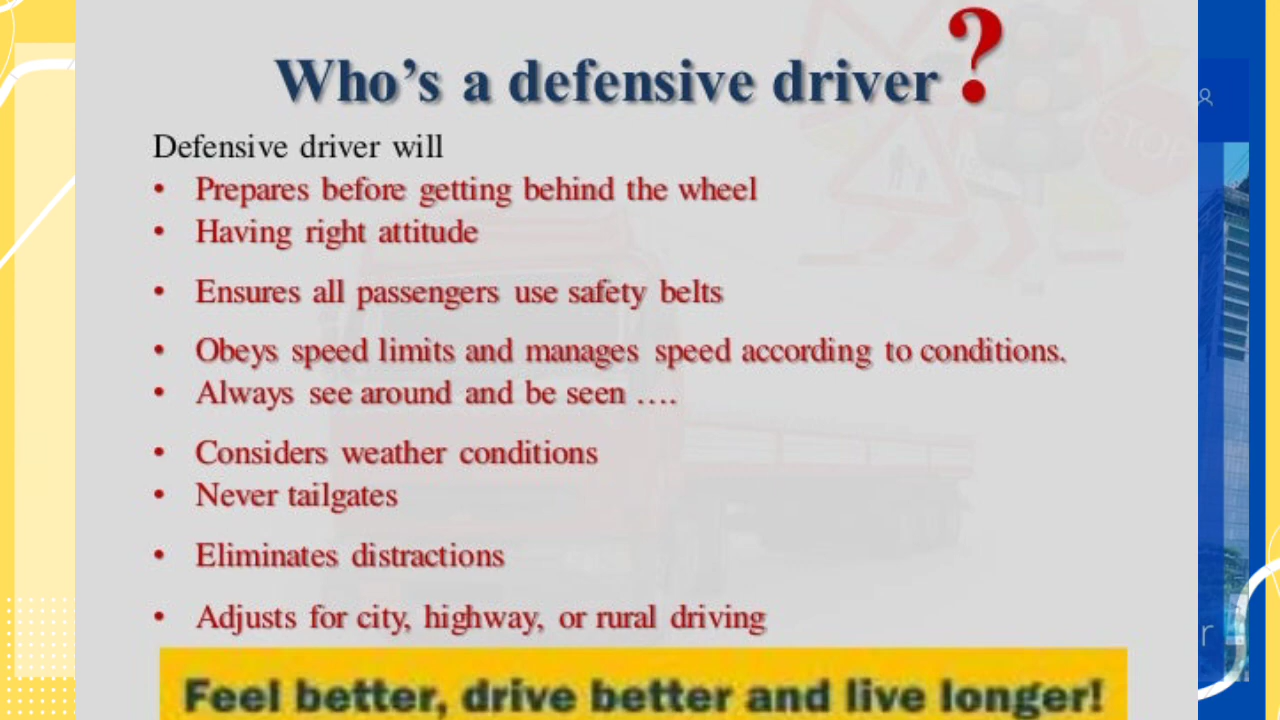 Who's a defensive driver?
Defensive driver will
• Prepares before getting behind the wheel
• Having right attitude
• Ensures all passengers use safety belts
• Obeys speed limits and manages speed according to conditions.
• Always see around and be seen ….
• Considers weather conditions
• Never tailgates
• Eliminates distractions
• Adjusts for city, highway, or rural driving
Feel better, drive better and live longer!
STOP
r